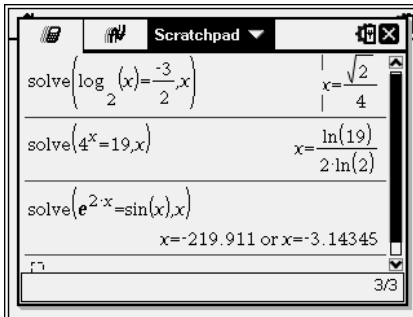 Scratchpad
solve(log₂(x)=-3/2,x) x=√2/4
solve(4^x=19,x) x=ln(19)/(2·ln(2))
solve(e^(2·x)=sin(x),x)
x=-219.911 or x=-3.14345
3/3